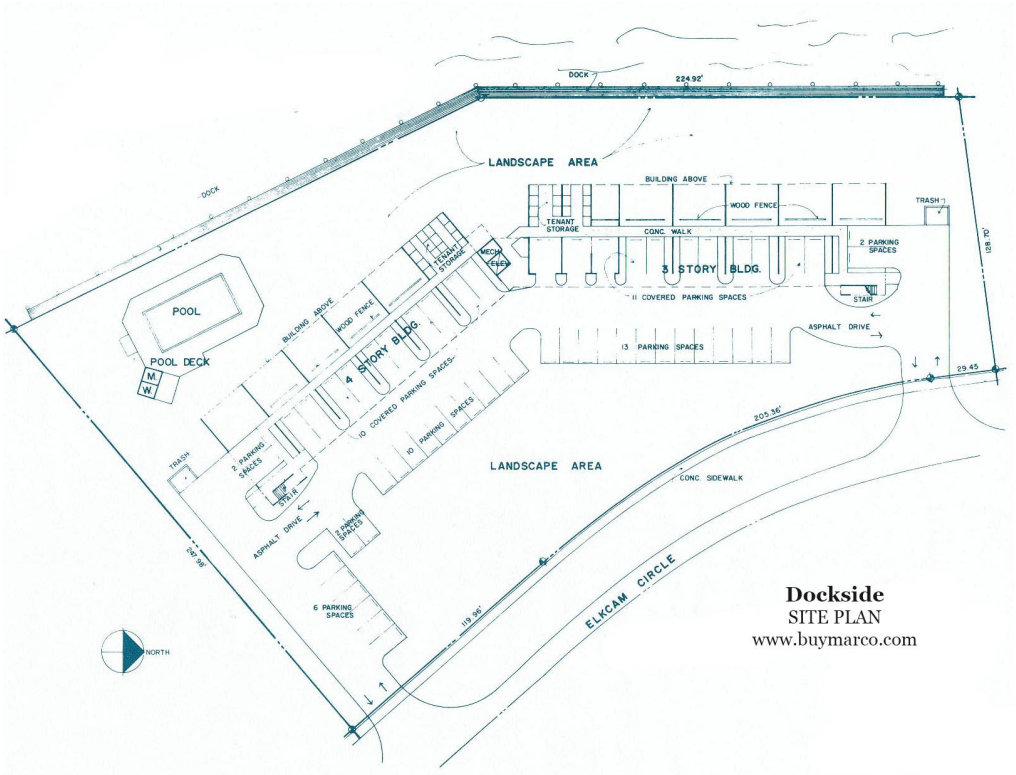 DOCK
224.92'
LANDSCAPE AREA
DOCK
BUILDING ABOVE
WOOD FENCE
TRASH
TENANT
STORAGE
CONC. WALK
2 PARKING
SPACES
128.70'
MECH.
ELEV.
TENANT
STORAGE
3 STORY BLDG.
11 COVERED PARKING SPACES
STAIR
ASPHALT DRIVE
13 PARKING SPACES
29.45
POOL
BUILDING ABOVE
WOOD FENCE
4 STORY BLDG.
POOL DECK
M.
W.
10 COVERED PARKING SPACES
10 PARKING SPACES
205.36'
2 PARKING
SPACES
TRASH
STAIR
LANDSCAPE AREA
CONC. SIDEWALK
ASPHALT DRIVE
2 PARKING
SPACES
247.98'
6 PARKING
SPACES
119.96'
ELKCAM CIRCLE
NORTH
Dockside
SITE PLAN
www.buymarco.com